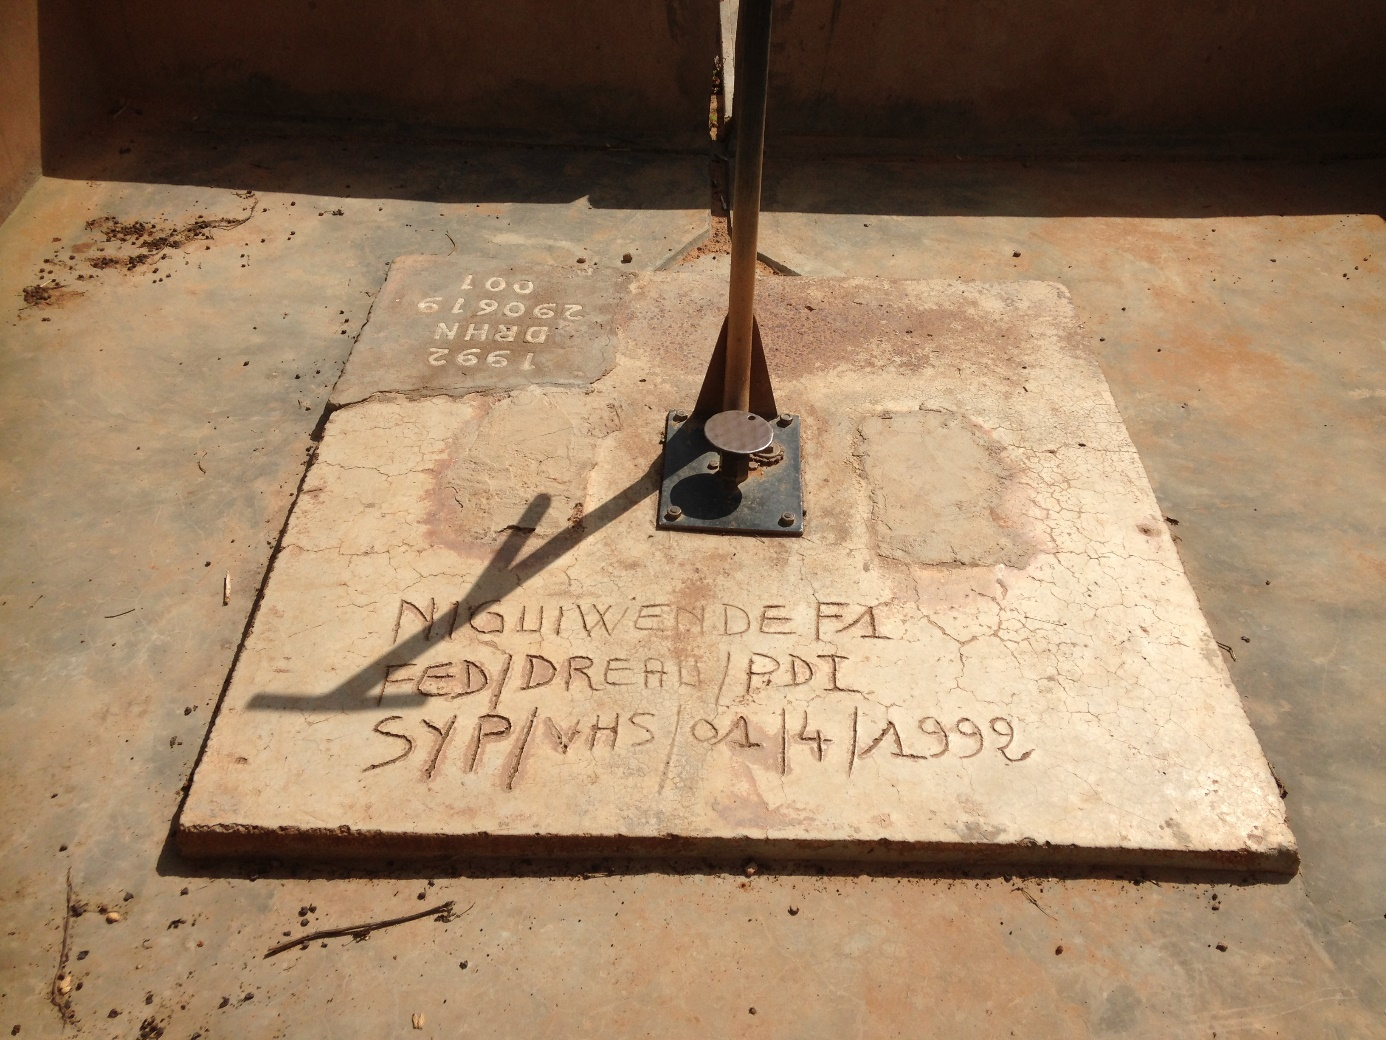 1992
DRHN
290619
001
NIGUIWENDE F1
FED/DREAU/PDI
SYP/VHS/01/4/1992